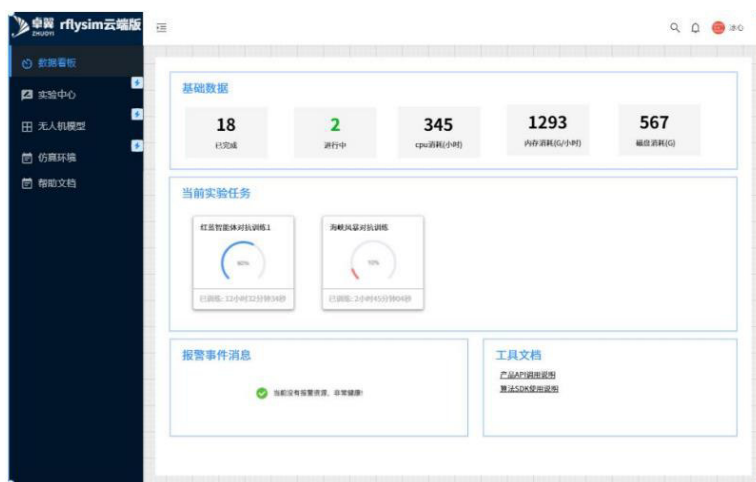 卓翼 rflysim云端版
ZHUOYI
冰心
数据看板
实验中心
无人机模型
仿真环境
帮助文档
基础数据
18
已完成
2
进行中
345
cpu消耗(小时)
1293
内存消耗(G/小时)
567
磁盘消耗(G)
当前实验任务
红蓝智能体对抗训练1
80%
已训练: 12小时32分钟34秒
海峡风暴对抗训练
10%
已训练: 2小时45分钟04秒
报警事件消息
当前没有报警资源，非常健康!
工具文档
产品API调用说明
算法SDK使用说明